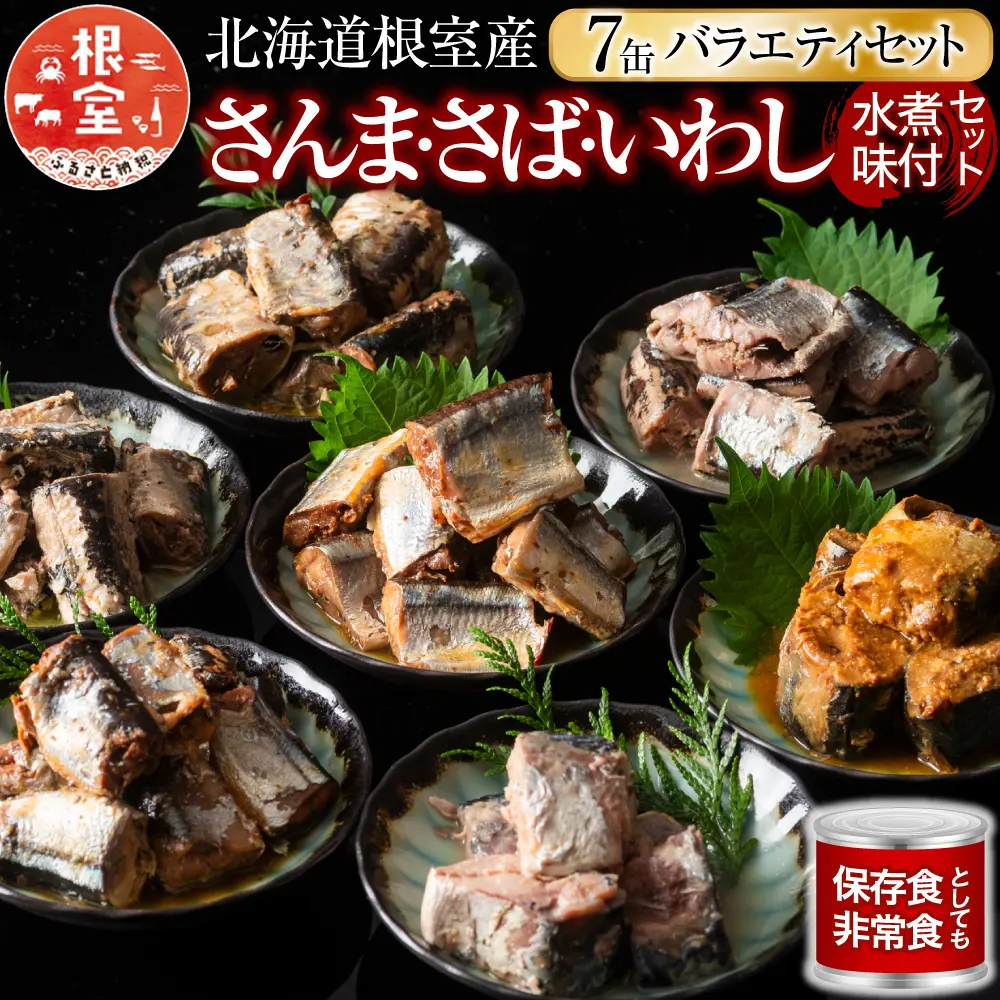 根室
ふるさと納税
北海道根室産
7缶バラエティセット
さんま・さば・いわし
水煮
味付
セット
保存食
非常食
としても